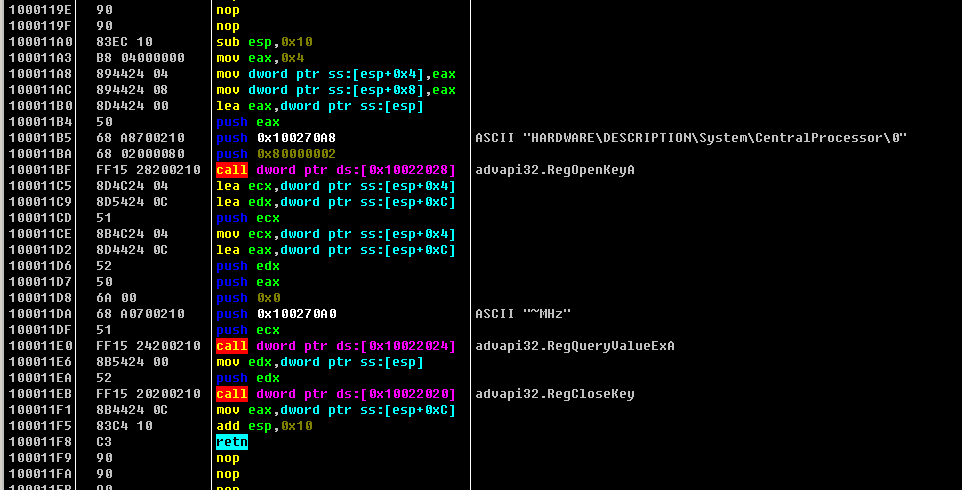 1000119E 90 nop
1000119F 90 nop
100011A0 83EC 10 sub esp,0x10
100011A3 B8 04000000 mov eax,0x4
100011A8 894424 04 mov dword ptr ss:[esp+0x4],eax
100011AC 894424 08 mov dword ptr ss:[esp+0x8],eax
100011B0 8D4424 00 lea eax,dword ptr ss:[esp]
100011B4 50 push eax
100011B5 68 A8700210 push 0x100270A8 ASCII "HARDWARE\DESCRIPTION\System\CentralProcessor\0"
100011BA 68 02000080 push 0x80000002
100011BF FF15 28200210 call dword ptr ds:[0x10022028] advapi32.RegOpenKeyA
100011C5 8D4C24 04 lea ecx,dword ptr ss:[esp+0x4]
100011C9 8D5424 0C lea edx,dword ptr ss:[esp+0xC]
100011CD 51 push ecx
100011CE 8B4C24 04 mov ecx,dword ptr ss:[esp+0x4]
100011D2 8D4424 0C lea eax,dword ptr ss:[esp+0xC]
100011D6 52 push edx
100011D7 50 push eax
100011D8 6A 00 push 0x0
100011DA 68 A0700210 push 0x100270A0 ASCII "~MHz"
100011DF 51 push ecx
100011E0 FF15 24200210 call dword ptr ds:[0x10022024] advapi32.RegQueryValueExA
100011E6 8B5424 00 mov edx,dword ptr ss:[esp]
100011EA 52 push edx
100011EB FF15 20200210 call dword ptr ds:[0x10022020] advapi32.RegCloseKey
100011F1 8B4424 0C mov eax,dword ptr ss:[esp+0xC]
100011F5 83C4 10 add esp,0x10
100011F8 C3 retn
100011F9 90 nop
100011FA 90 nop